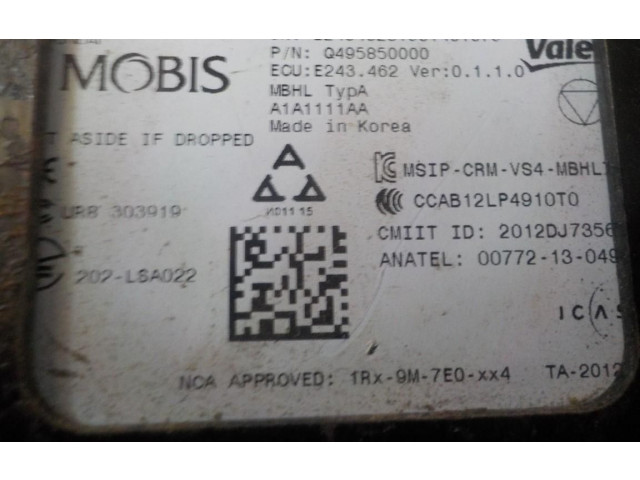 MOBIS
Vale
P/N: Q495850000
ECU:E243.462 Ver:0.1.1.0
MBHL TypA
A1A1111AA
Made in Korea
T ASIDE IF DROPPED
MSIP-CRM-VS4-MBHL
CCAB12LP4910T0
303919
CMIIT ID: 2012DJ7356
202-LSA022
ANATEL: 00772-13-049
ICAS
NCA APPROVED: 1RX-9M-7E0-xx4
TA-2012